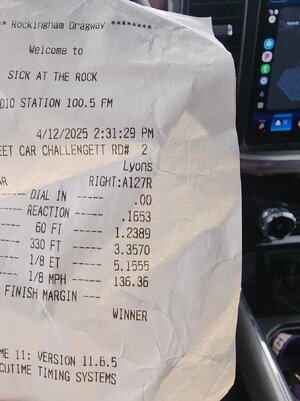 ** Rockingham Dragway ********
Welcome to
SICK AT THE ROCK
DIO STATION 100.5 FM
4/12/2025 2:31:29 PM
EET CAR CHALLENGETT RD# 2
Lyons
AR RIGHT:A127R
----- DIAL IN ----- .00
---- REACTION ---- .1653
----- 60 FT ----- 1.2389
----- 330 FT ----- 3.3570
----- 1/8 ET ----- 5.1555
----- 1/8 MPH ----- 136.36
FINISH MARGIN ----
WINNER
ME II: VERSION 11.6.5
CUTIME TIMING SYSTEMS